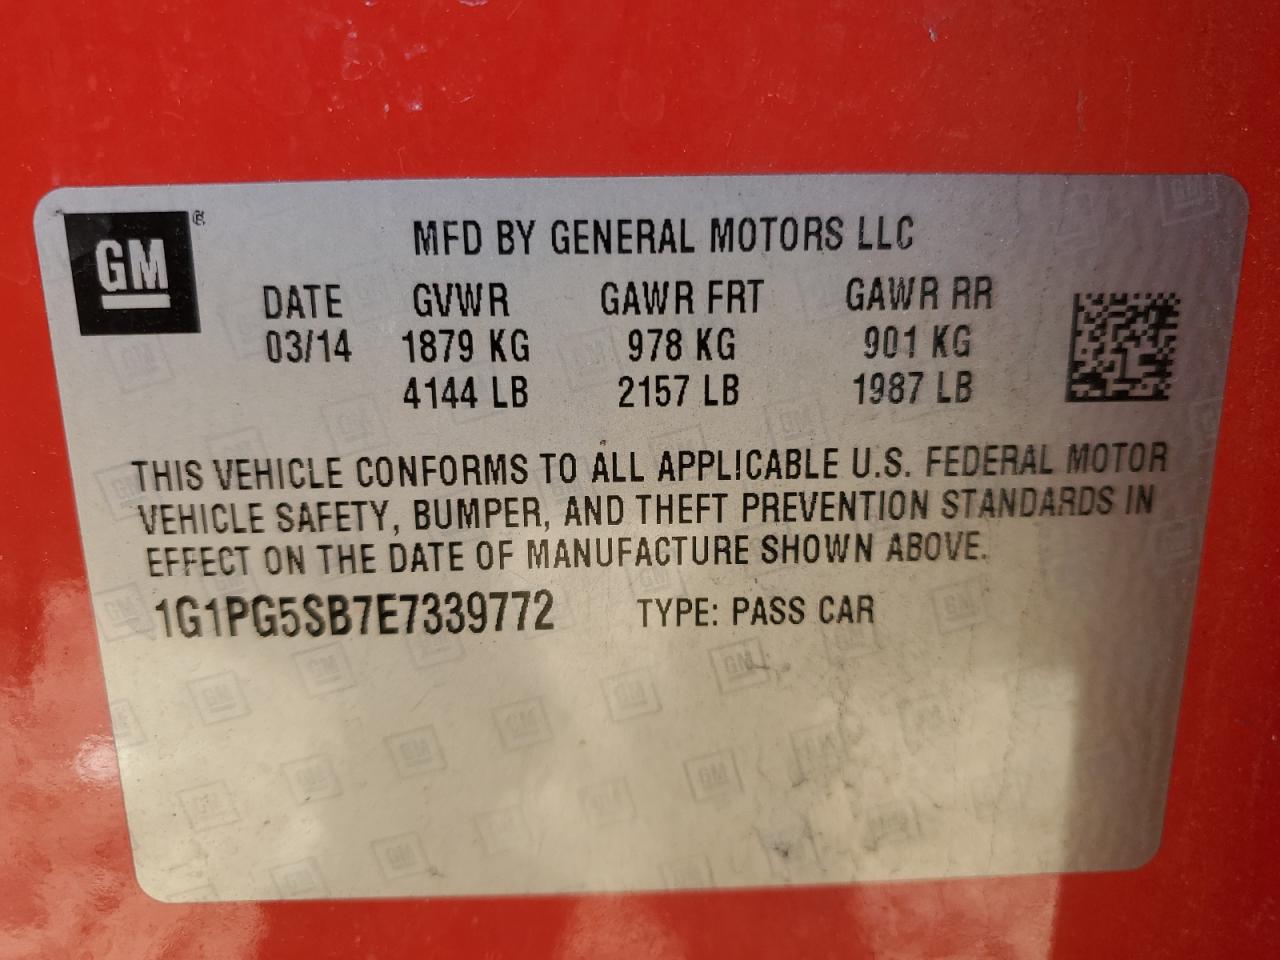 GM®
MFD BY GENERAL MOTORS LLC
DATE GVWR GAWR FRT GAWR RR
03/14 1879 KG 978 KG 901 KG
4144 LB 2157 LB 1987 LB
THIS VEHICLE CONFORMS TO ALL APPLICABLE U.S. FEDERAL MOTOR
VEHICLE SAFETY, BUMPER, AND THEFT PREVENTION STANDARDS IN
EFFECT ON THE DATE OF MANUFACTURE SHOWN ABOVE.
1G1PG5SB7E7339772 TYPE: PASS CAR